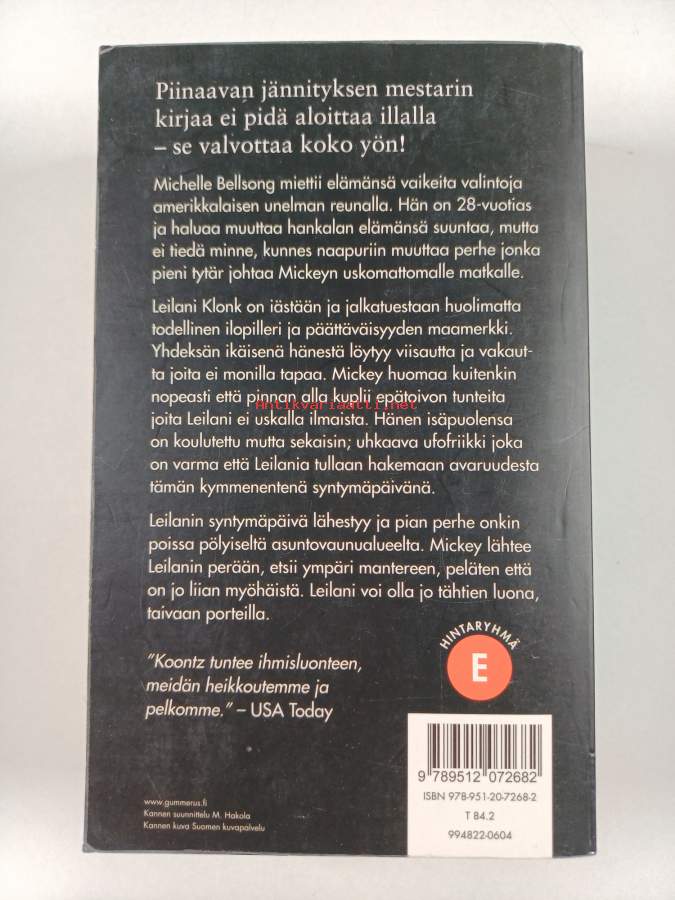 Piinaavan jännityksen mestarin
kirjaa ei pidä aloittaa illalla
– se valvottaa koko yön!
Michelle Bellsong miettii elämänsä vaikeita valintoja
amerikkalaisen unelman reunalla. Hän on 28-vuotias
ja haluaa muuttaa hankalan elämänsä suuntaa, mutta
ei tiedä minne, kunnes naapuriin muuttaa perhe jonka
pieni tytär johtaa Mickeyn uskomattomalle matkalle.
Leilani Klonk on iästään ja jalkatuestaan huolimatta
todellinen ilopilleri ja päättäväisyyden maamerkki.
Yhdeksän ikäisenä hänestä löytyy viisautta ja vakaut-
ta joita ei monilla tapaa. Mickey huomaa kuitenkin
nopeasti että pinnan alla kuplii epätoivon tunteita
Antikvariaatti.net
joita Leilani ei uskalla ilmaista. Hänen isäpuolensa
on koulutettu mutta sekaisin; uhkaava ufofriikki joka
on varma että Leilania tullaan hakemaan avaruudesta
tämän kymmenentenä syntymäpäivänä.
Leilanin syntymäpäivä lähestyy ja pian perhe onkin
poissa pölyiseltä asuntovaunualueelta. Mickey lähtee
Leilanin perään, etsii ympäri mantereen, peläten että
on jo liian myöhäistä. Leilani voi olla jo tähtien luona,
taivaan porteilla.
HINTARYHMÄ
E
"Koontz tuntee ihmisluonteen,
meidän heikkoutemme ja
pelkomme." – USA Today
9 789512 072682
ISBN 978-951-20-7268-2
T 84.2
994822-0604
www.gummerus.fi
Kannen suunnittelu M. Hakola
Kannen kuva Suomen kuvapalvelu